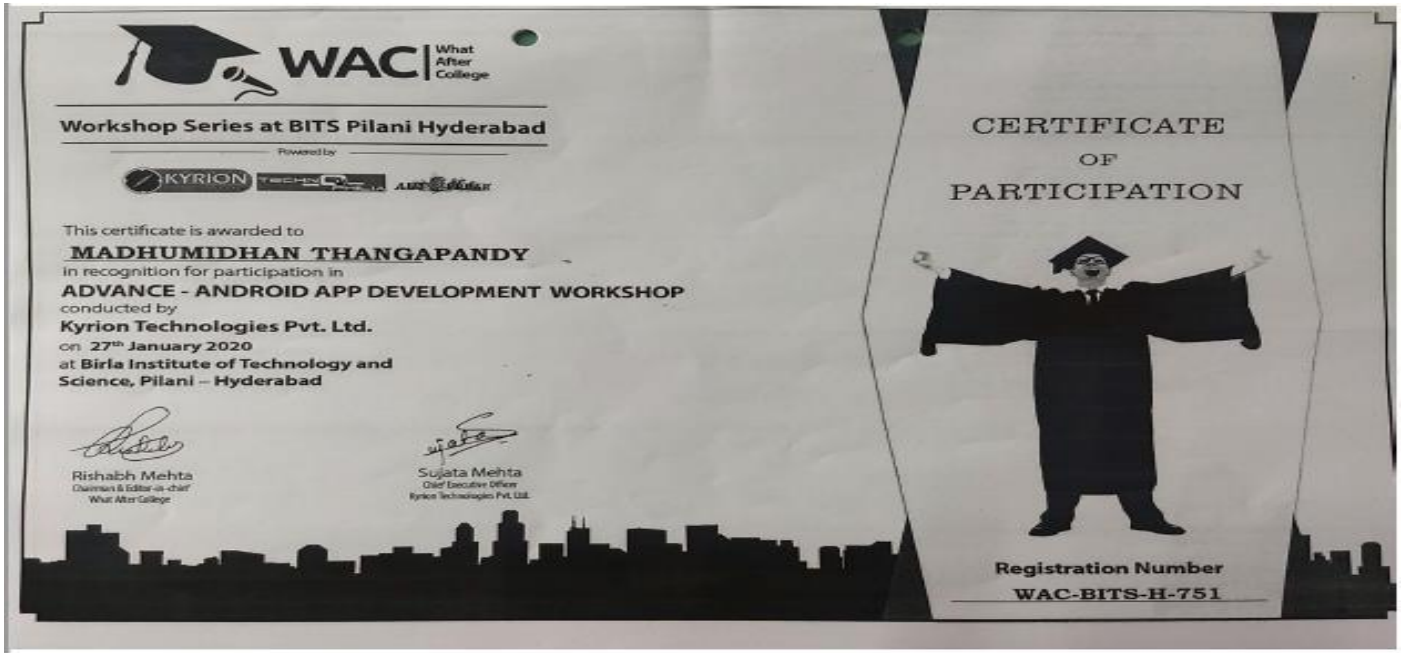 WAC
What
After
College
Workshop Series at BITS Pilani Hyderabad
Powered by
KYRION
This certificate is awarded to
MADHUMIDHAN THANGAPANDY
in recognition for participation in
ADVANCE - ANDROID APP DEVELOPMENT WORKSHOP
conducted by
Kyrion Technologies Pvt. Ltd.
on 27th January 2020
at Birla Institute of Technology and
Science, Pilani – Hyderabad
Rishabh Mehta
Chairman & Editor-in-chief
What After College
Sujata Mehta
Chief Executive Officer
Kyrion Technologies Pvt. Ltd.
CERTIFICATE
OF
PARTICIPATION
Registration Number
WAC-BITS-H-751